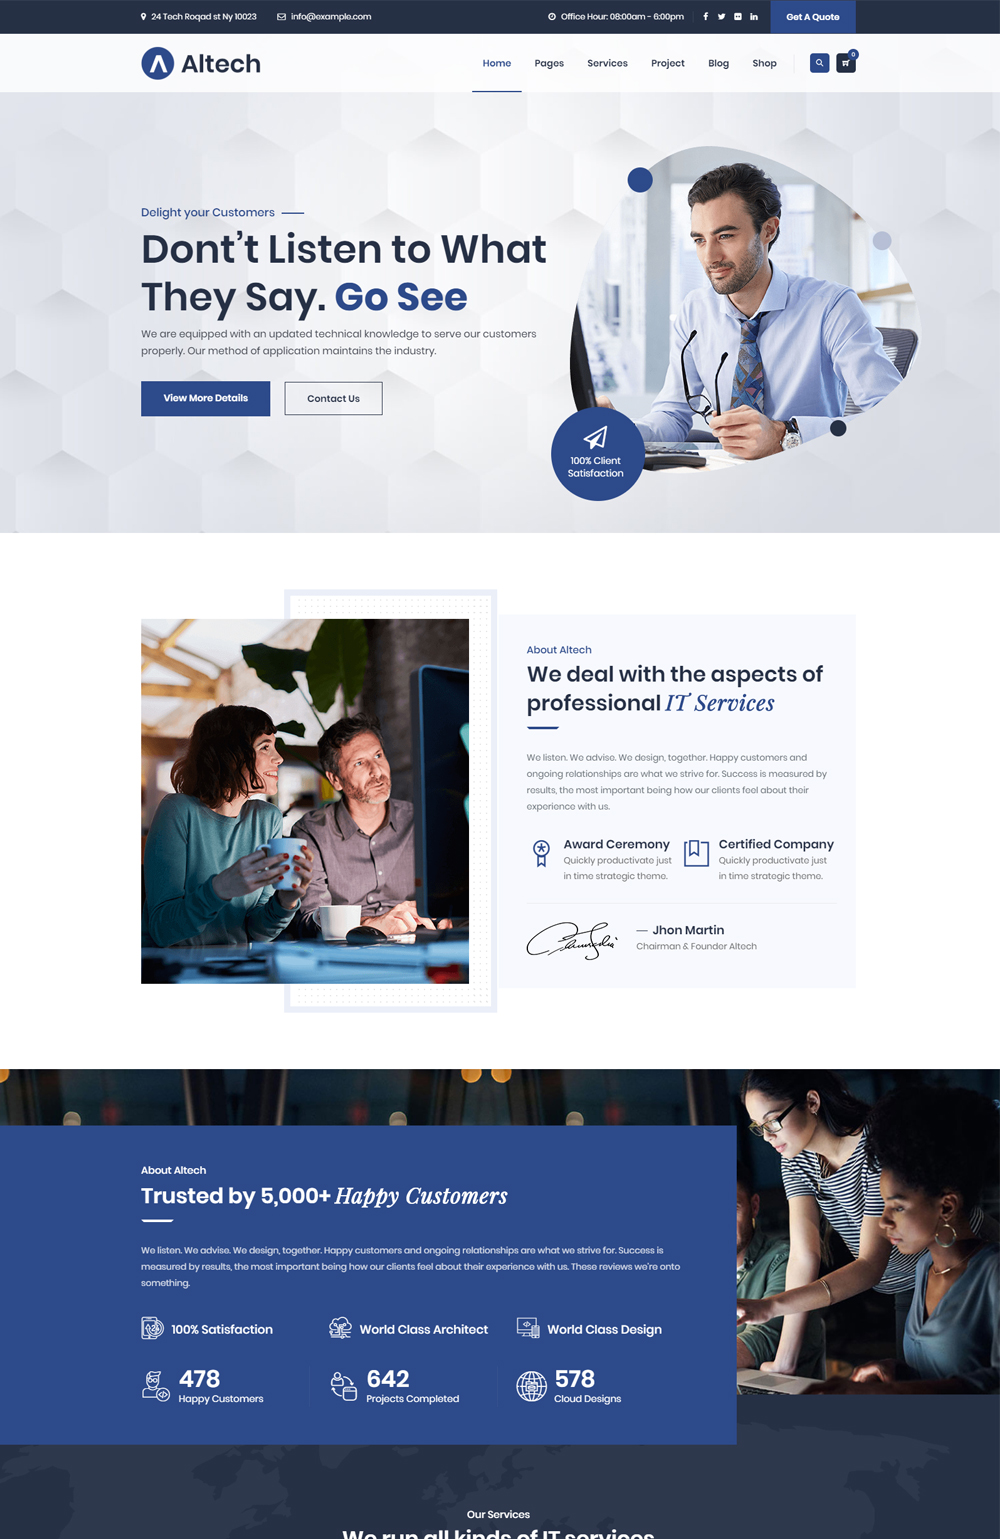 24 Tech Roqad st Ny 10023
info@example.com
Office Hour: 08:00am - 6:00pm
Get A Quote
Altech
Home
Pages
Services
Project
Blog
Shop
0
Delight your Customers
Dont't Listen to What
They Say. Go See
We are equipped with an updated technical knowledge to serve our customers
properly. Our method of application maintains the industry.
View More Details
Contact Us
100% Client
Satisfaction
About Altech
We deal with the aspects of
professional IT Services
We listen. We advise. We design, together. Happy customers and
ongoing relationships are what we strive for. Success is measured by
results, the most important being how our clients feel about their
experience with us.
Award Ceremony
Quickly productivate just
in time strategic theme.
Certified Company
Quickly productivate just
in time strategic theme.
— Jhon Martin
Chairman & Founder Altech
About Altech
Trusted by 5,000+ Happy Customers
We listen. We advise. We design, together. Happy customers and ongoing relationships are what we strive for. Success is
measured by results, the most important being how our clients feel about their experience with us. These reviews we're onto
something.
100% Satisfaction
World Class Architect
World Class Design
478
Happy Customers
642
Projects Completed
578
Cloud Designs
Our Services
We run all kinds of IT services